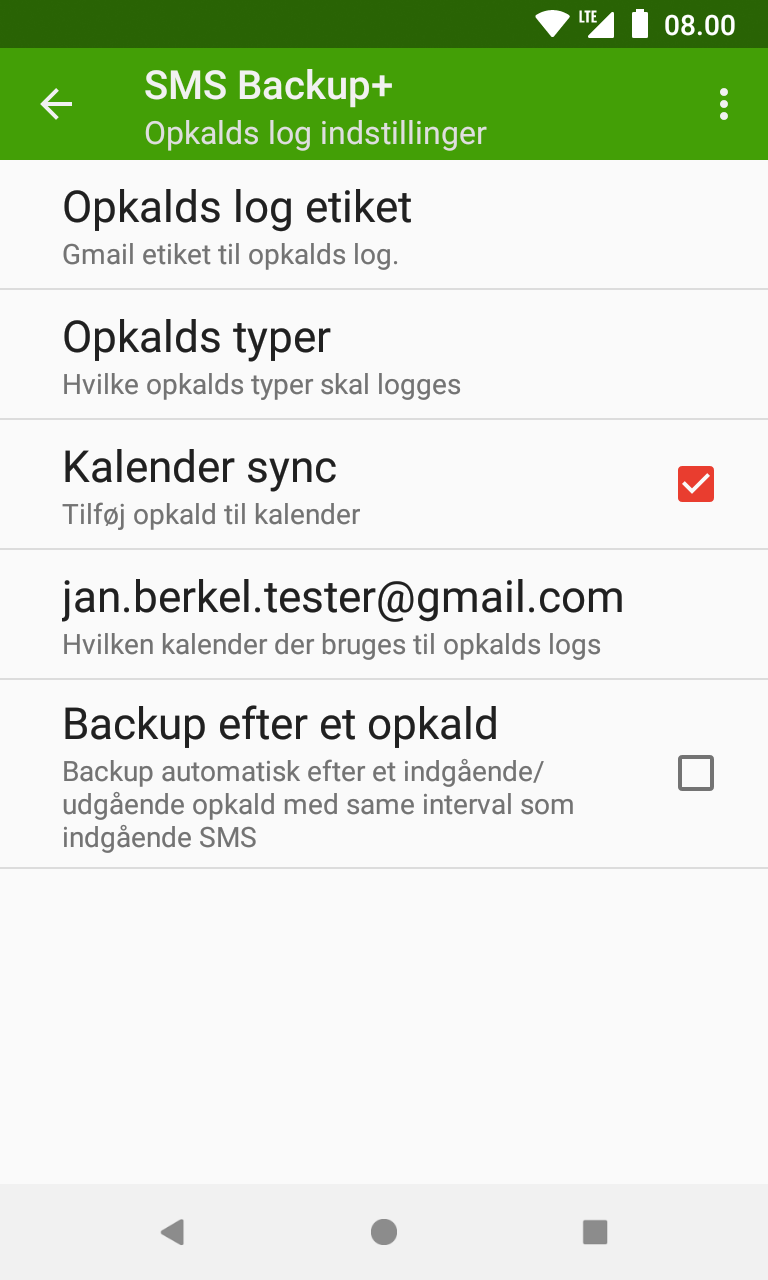 LTE 08.00
SMS Backup+
Opkalds log indstillinger
Opkalds log etiket
Gmail etiket til opkalds log.
Opkalds typer
Hvilke opkalds typer skal logges
Kalender sync
Tilføj opkald til kalender
jan.berkel.tester@gmail.com
Hvilken kalender der bruges til opkalds logs
Backup efter et opkald
Backup automatisk efter et indgående/
udgående opkald med same interval som
indgående SMS